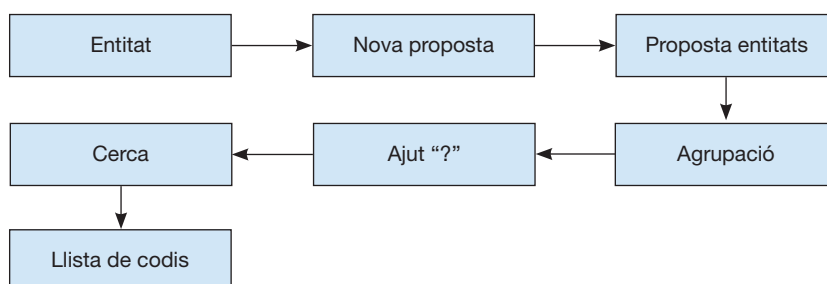 Entitat
Nova proposta
Proposta entitats
Agrupació
Ajut “?”
Cerca
Llista de codis